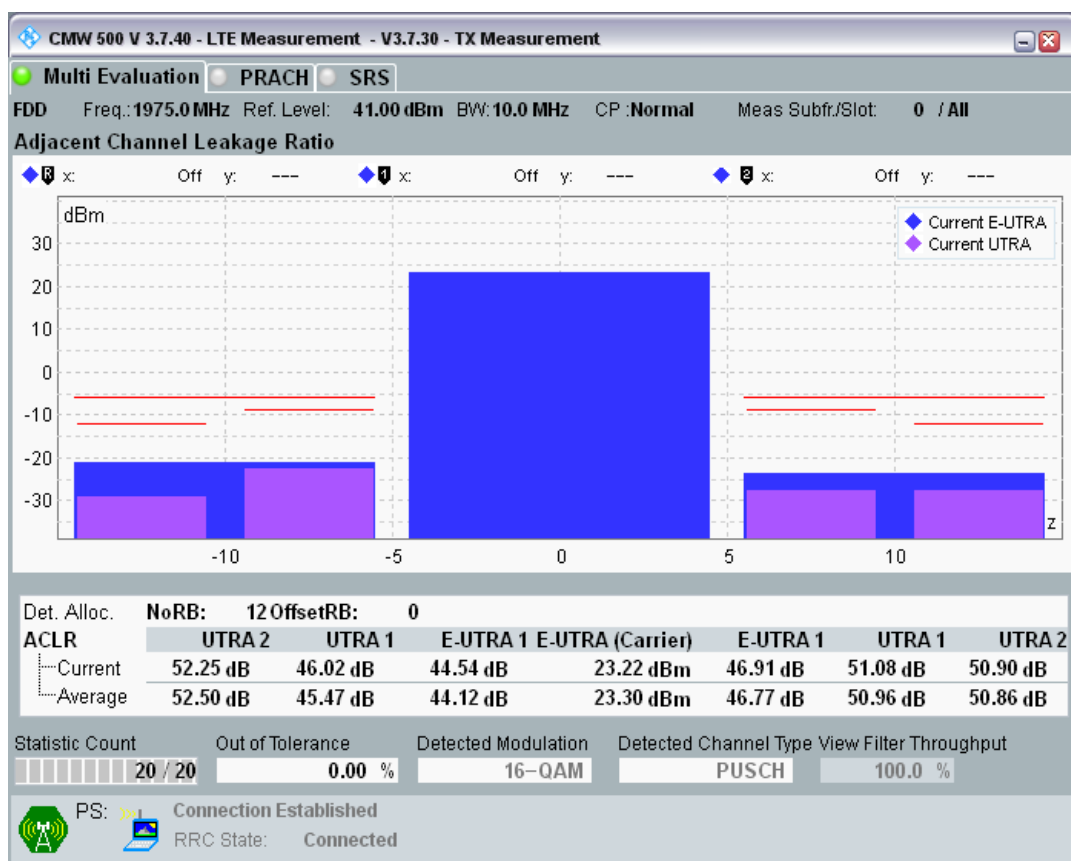 CMW 500 V 3.7.40 - LTE Measurement - V3.7.30 - TX Measurement
Multi Evaluation PRACH SRS
FDD Freq.: 1975.0 MHz Ref. Level: 41.00 dBm BW: 10.0 MHz CP : Normal Meas Subfr./Slot: 0 / All
Adjacent Channel Leakage Ratio
R x: Off y: --- 1 x: Off y: --- 2 x: Off y: ---
dBm
Current E-UTRA
Current UTRA
30
20
10
0
-10
-20
-30
z
-10 -5 0 5 10
Det. Alloc. NoRB: 12 OffsetRB: 0
ACLR UTRA 2 UTRA 1 E-UTRA 1 E-UTRA (Carrier) E-UTRA 1 UTRA 1 UTRA 2
Current 52.25 dB 46.02 dB 44.54 dB 23.22 dBm 46.91 dB 51.08 dB 50.90 dB
Average 52.50 dB 45.47 dB 44.12 dB 23.30 dBm 46.77 dB 50.96 dB 50.86 dB
Statistic Count Out of Tolerance Detected Modulation Detected Channel Type View Filter Throughput
20 / 20 0.00 % 16-QAM PUSCH 100.0 %
PS: Connection Established
RRC State: Connected